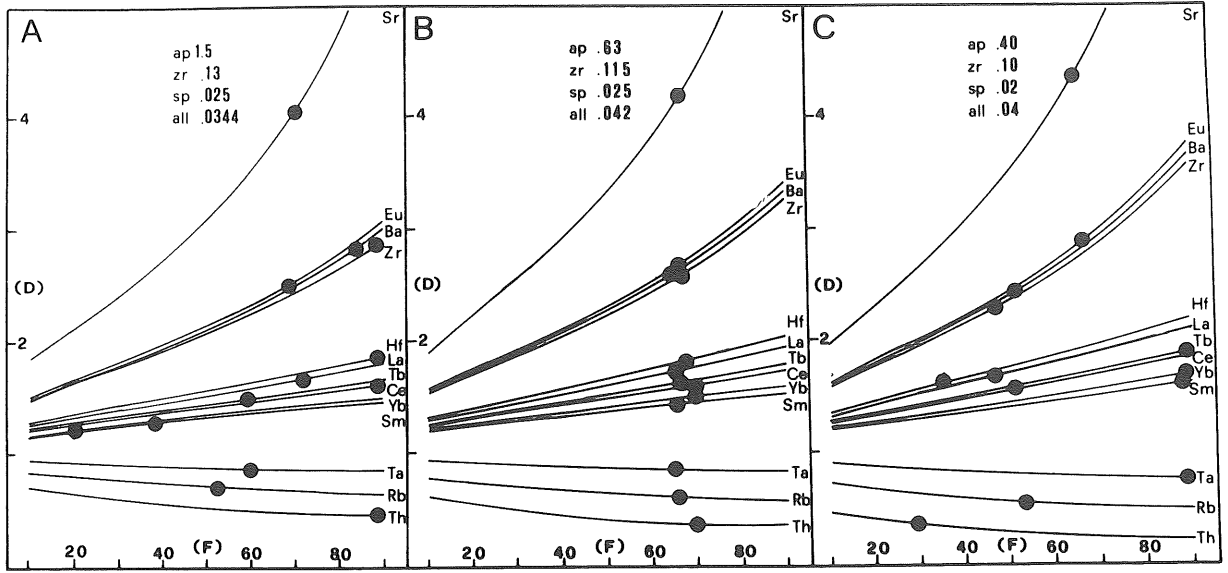 A
Sr
ap 1.5
zr .13
sp .025
all .0344
4
Eu
Ba
Zr
(D)
2
Hf
La
Tb
Ce
Yb
Sm
Ta
Rb
Th
20 (F) 60 80
B
Sr
ap .63
zr .115
sp .025
all .042
4
Eu
Ba
Zr
(D)
2
Hf
La
Tb
Ce
Yb
Sm
Ta
Rb
Th
20 40 (F) 60 80
C
Sr
ap .40
zr .10
sp .02
all .04
4
Eu
Ba
Zr
(D)
2
Hf
La
Tb
Ce
Yb
Sm
Ta
Rb
Th
20 40 (F) 60 80